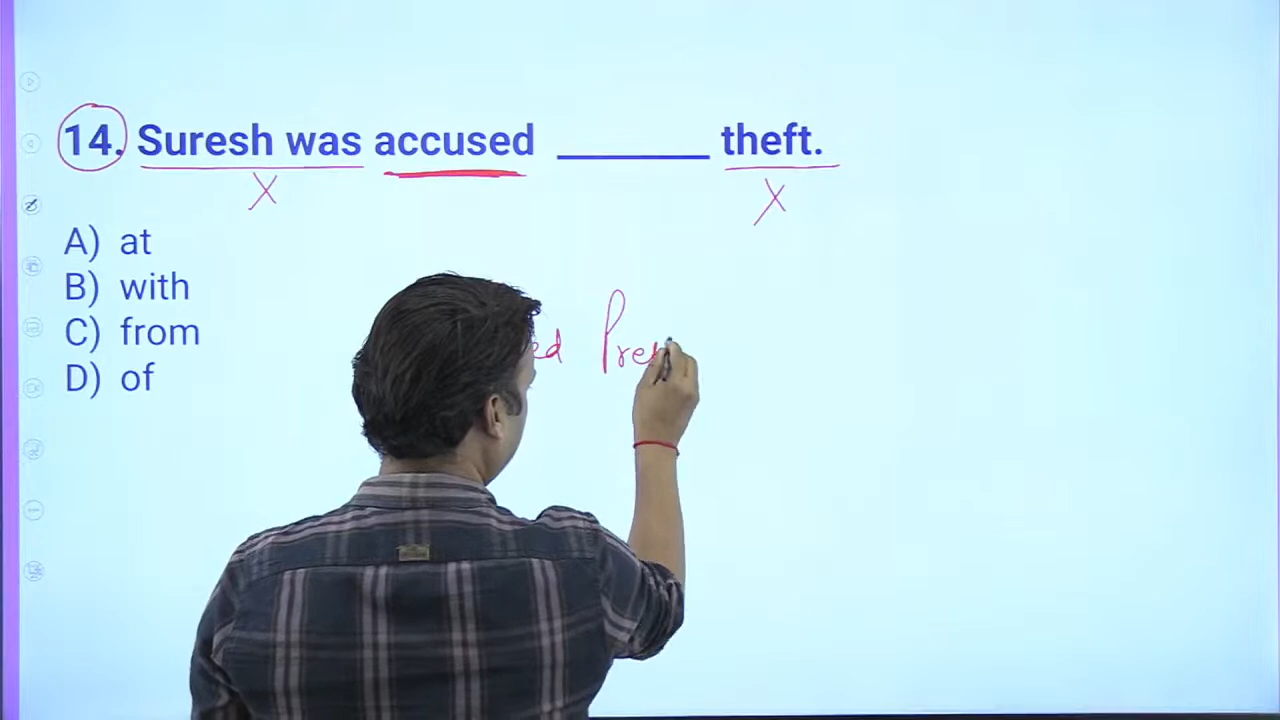 14. Suresh was accused ________ theft.
X X
A) at
B) with
C) from
D) of